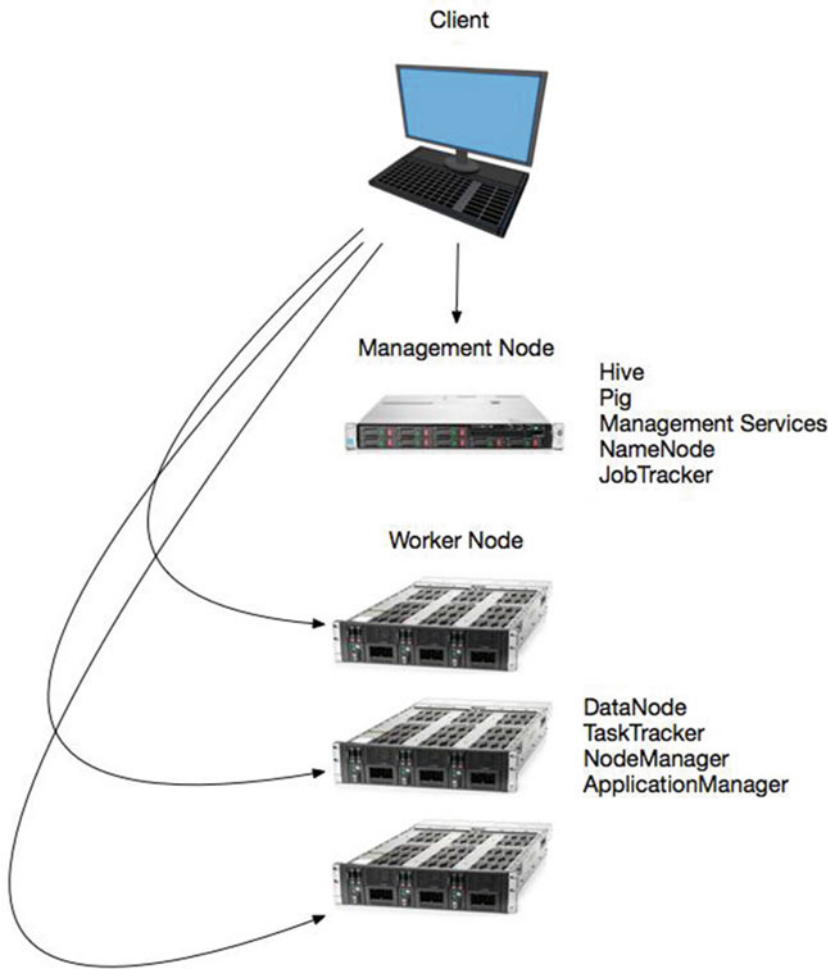 Client
Management Node
Hive
Pig
Management Services
NameNode
JobTracker
Worker Node
DataNode
TaskTracker
NodeManager
ApplicationManager